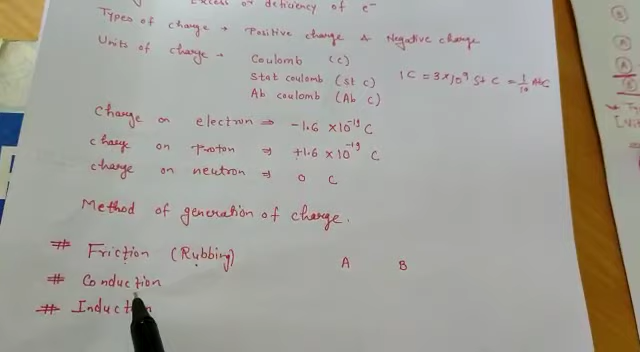 Excess or deficiency of e⁻
Types of charge → Positive charge & Negative charge
Units of charge → Coulomb (C)
Stat coulomb (st c) 1C = 3×10⁹ St C = 1/10 Ab C
Ab coulomb (Ab c)
Charge on electron ⇒ -1.6 ×10⁻¹⁹ C
charge on proton ⇒ +1.6 ×10⁻¹⁹ C
charge on neutron ⇒ 0 C
Method of generation of charge.
# Friction (Rubbing) A B
# Conduction
# Induction